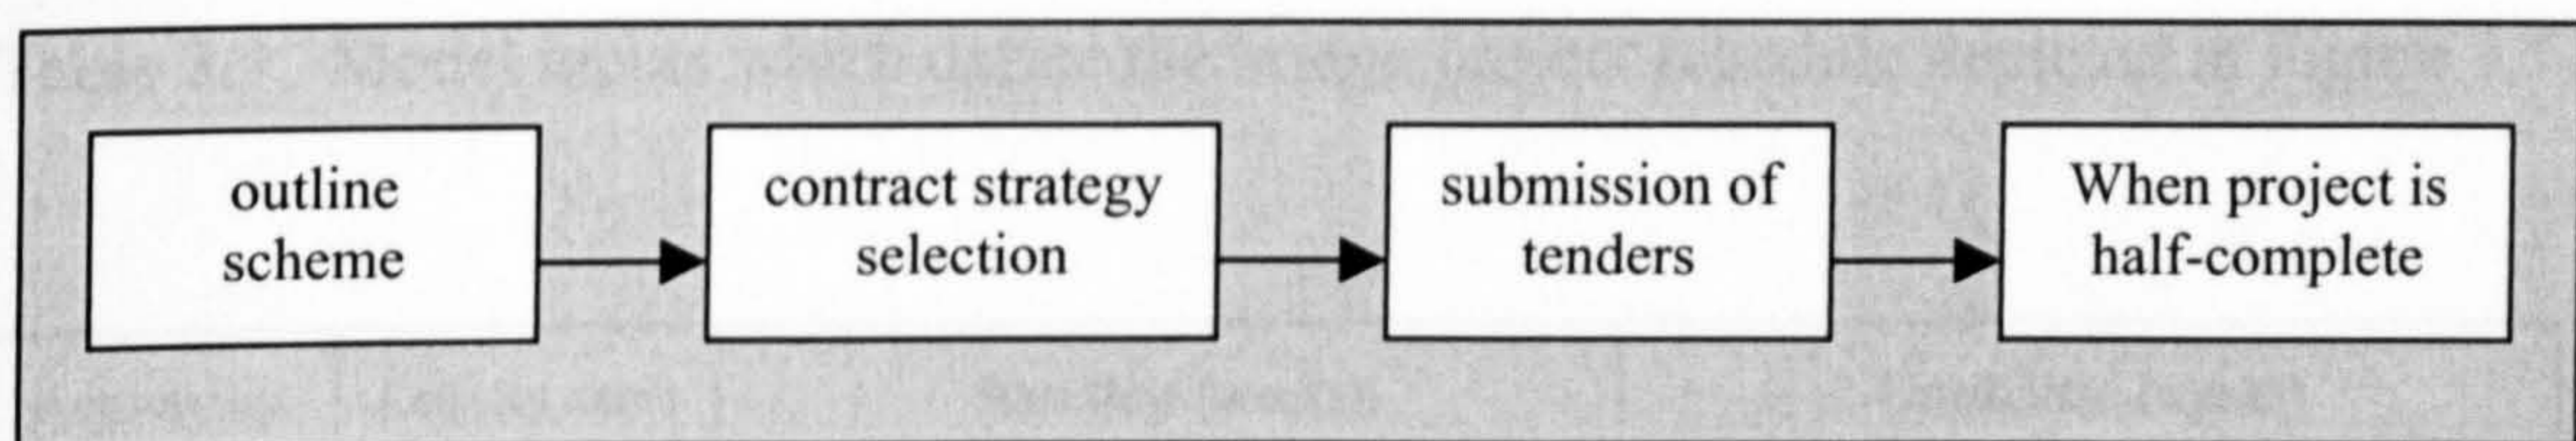 outline
scheme
contract strategy
selection
submission of
tenders
When project is
half-complete